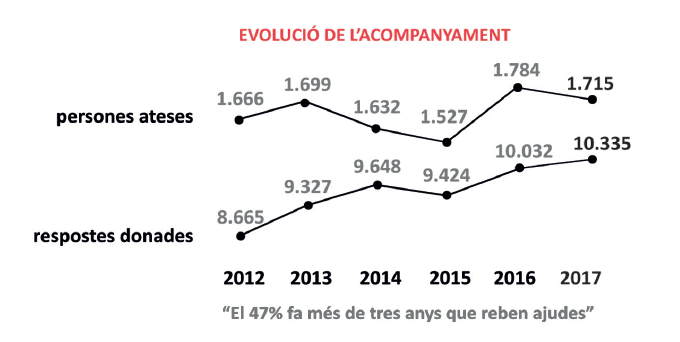 EVOLUCIÓ DE L'ACOMPANYAMENT
persones ateses
1.666 1.699 1.632 1.527 1.784 1.715
respostes donades
8.665 9.327 9.648 9.424 10.032 10.335
2012 2013 2014 2015 2016 2017
“El 47% fa més de tres anys que reben ajudes”